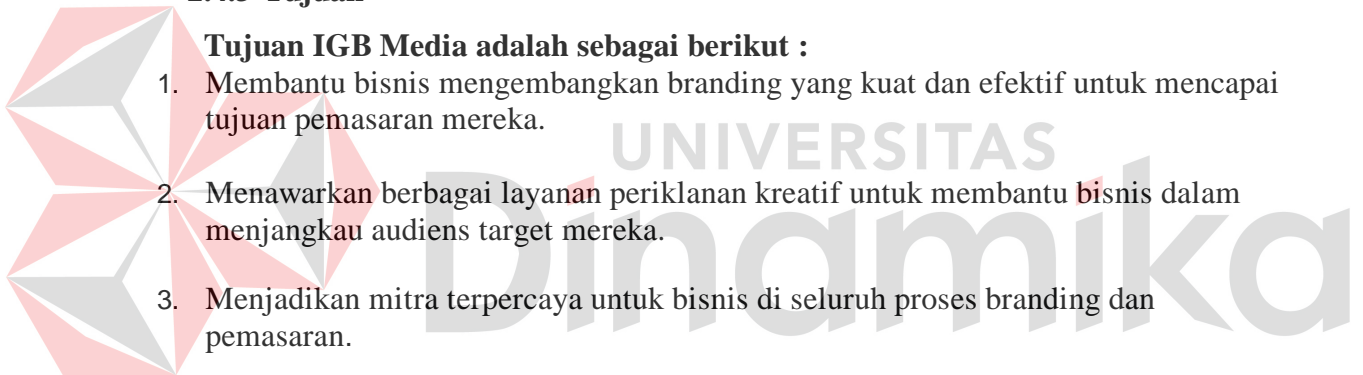 Tujuan IGB Media adalah sebagai berikut :
1. Membantu bisnis mengembangkan branding yang kuat dan efektif untuk mencapai
tujuan pemasaran mereka.
UNIVERSITAS
Dinamika
2. Menawarkan berbagai layanan periklanan kreatif untuk membantu bisnis dalam
menjangkau audiens target mereka.
3. Menjadikan mitra terpercaya untuk bisnis di seluruh proses branding dan
pemasaran.